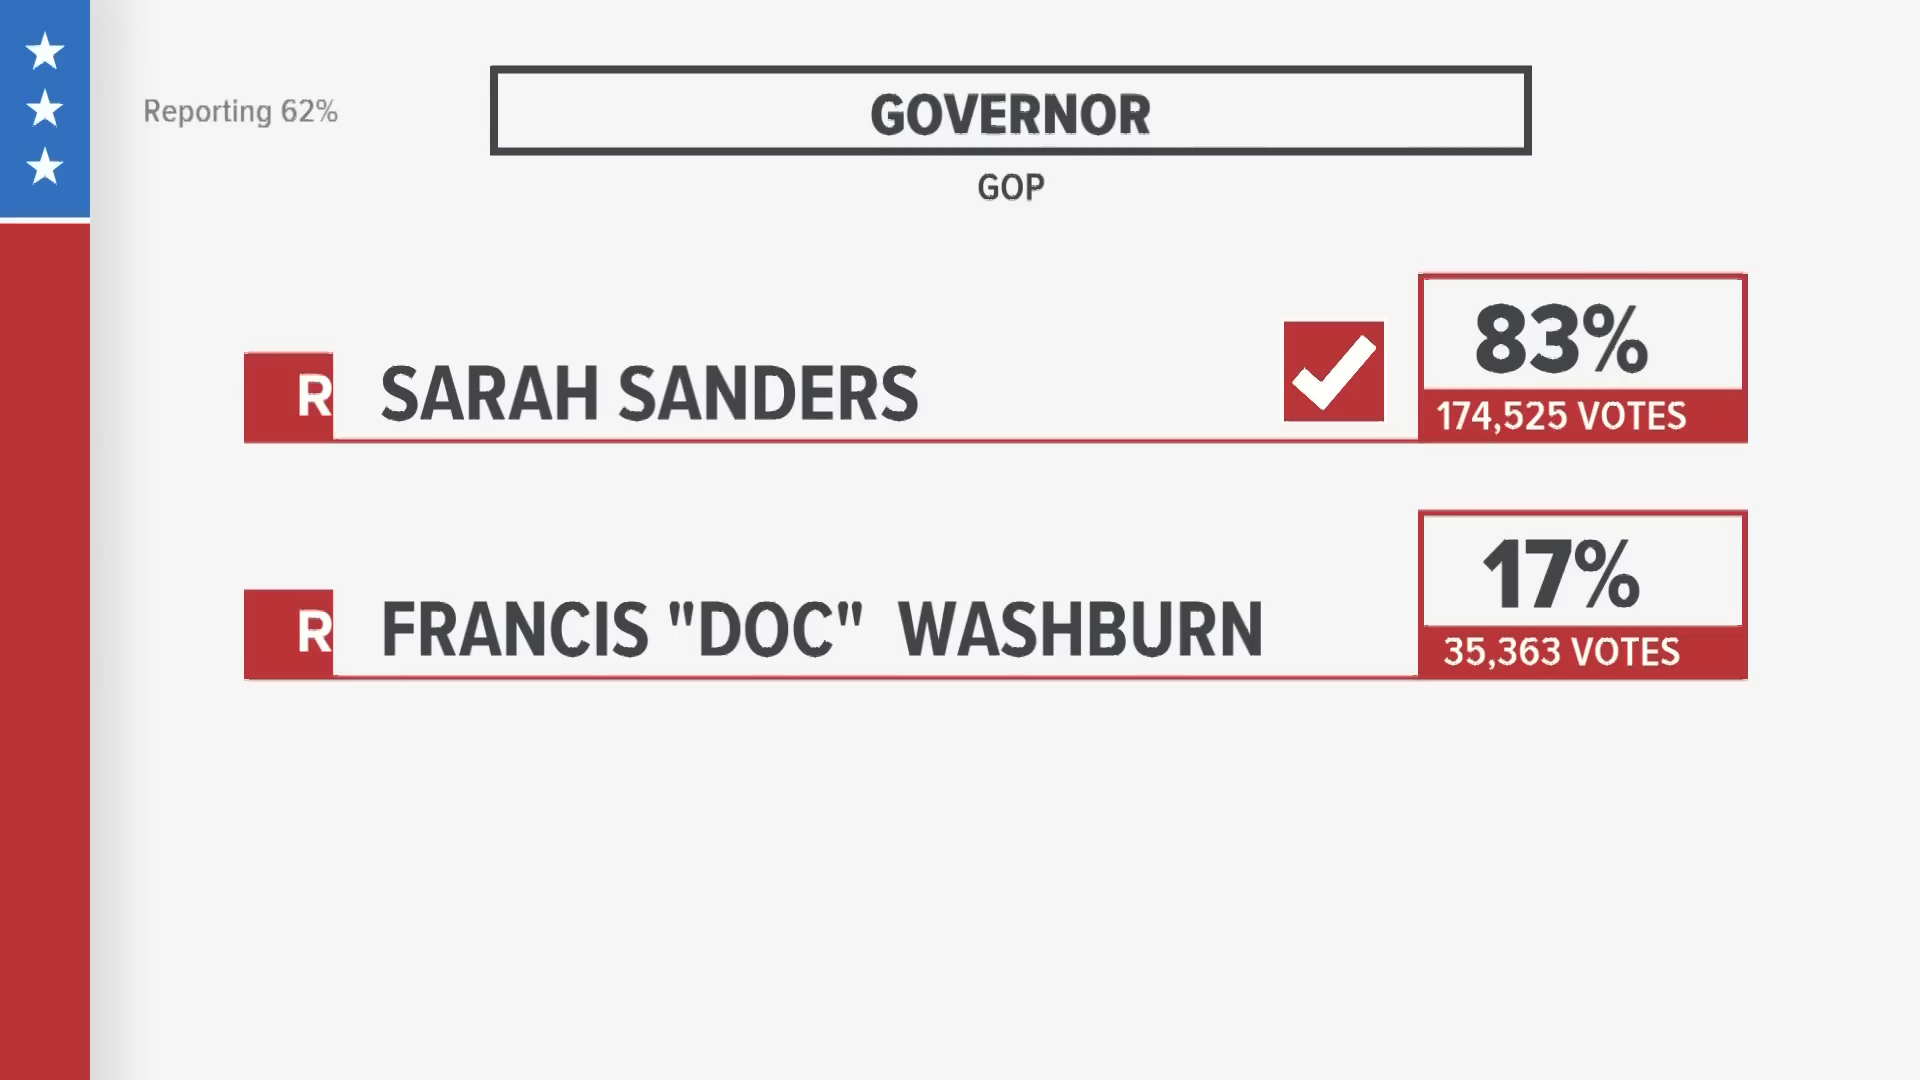 Reporting 62%
GOVERNOR
GOP
83%
R SARAH SANDERS
174,525 VOTES
17%
R FRANCIS "DOC" WASHBURN
35,363 VOTES